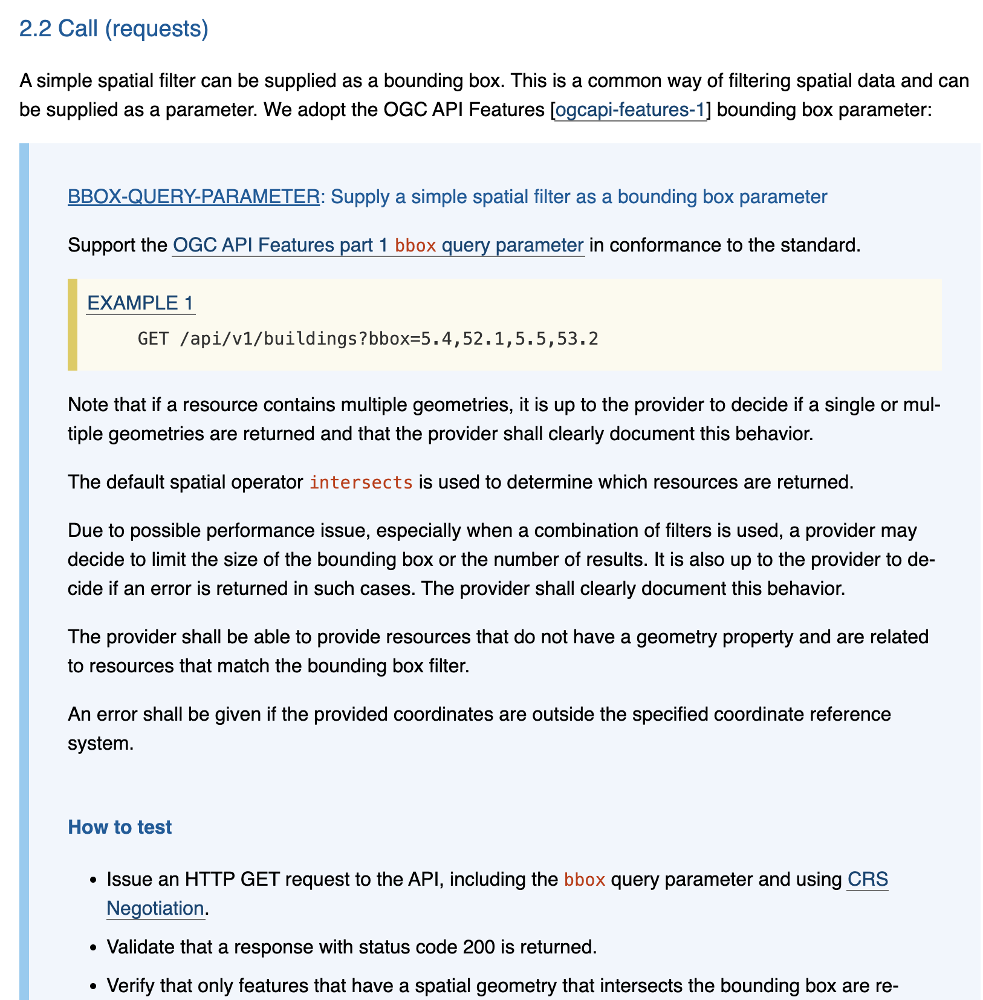 2.2 Call (requests)
A simple spatial filter can be supplied as a bounding box. This is a common way of filtering spatial data and can
be supplied as a parameter. We adopt the OGC API Features [ogcapi-features-1] bounding box parameter:
BBOX-QUERY-PARAMETER: Supply a simple spatial filter as a bounding box parameter
Support the OGC API Features part 1 bbox query parameter in conformance to the standard.
EXAMPLE 1
GET /api/v1/buildings?bbox=5.4,52.1,5.5,53.2
Note that if a resource contains multiple geometries, it is up to the provider to decide if a single or mul-
tiple geometries are returned and that the provider shall clearly document this behavior.
The default spatial operator intersects is used to determine which resources are returned.
Due to possible performance issue, especially when a combination of filters is used, a provider may
decide to limit the size of the bounding box or the number of results. It is also up to the provider to de-
cide if an error is returned in such cases. The provider shall clearly document this behavior.
The provider shall be able to provide resources that do not have a geometry property and are related
to resources that match the bounding box filter.
An error shall be given if the provided coordinates are outside the specified coordinate reference
system.
How to test
• Issue an HTTP GET request to the API, including the bbox query parameter and using CRS
Negotiation.
• Validate that a response with status code 200 is returned.
• Verify that only features that have a spatial geometry that intersects the bounding box are re-